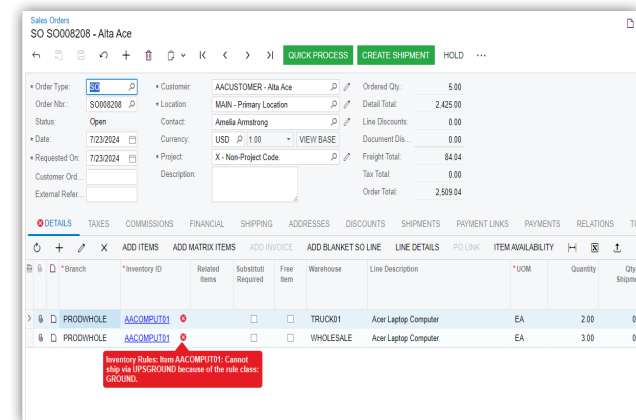 Sales Orders
SO SO008208 - Alta Ace
QUICK PROCESS CREATE SHIPMENT HOLD ...
* Order Type: SO * Customer: AACUSTOMER - Alta Ace Ordered Qty.: 5.00
Order Nbr.: SO008208 * Location: MAIN - Primary Location Detail Total: 2,425.00
Status: Open Contact: Amelia Armstrong Line Discounts: 0.00
* Date: 7/23/2024 Currency: USD 1.00 VIEW BASE Document Dis... 0.00
* Requested On: 7/23/2024 * Project: X - Non-Project Code. Freight Total: 84.04
Customer Ord... Description: Tax Total: 0.00
External Refer... Order Total: 2,509.04
DETAILS TAXES COMMISSIONS FINANCIAL SHIPPING ADDRESSES DISCOUNTS SHIPMENTS PAYMENT LINKS PAYMENTS RELATIONS TO
ADD ITEMS ADD MATRIX ITEMS ADD INVOICE ADD BLANKET SO LINE LINE DETAILS PO LINK ITEM AVAILABILITY
* Branch * Inventory ID Related Items Substituti Required Free Item Warehouse Line Description * UOM Quantity Qty Shipme
PRODWHOLE AACOMPUT01 TRUCK01 Acer Laptop Computer EA 2.00 0
PRODWHOLE AACOMPUT01 WHOLESALE Acer Laptop Computer EA 3.00 0
Inventory Rules: Item AACOMPUT01: Cannot
ship via UPSGROUND because of the rule class:
GROUND.